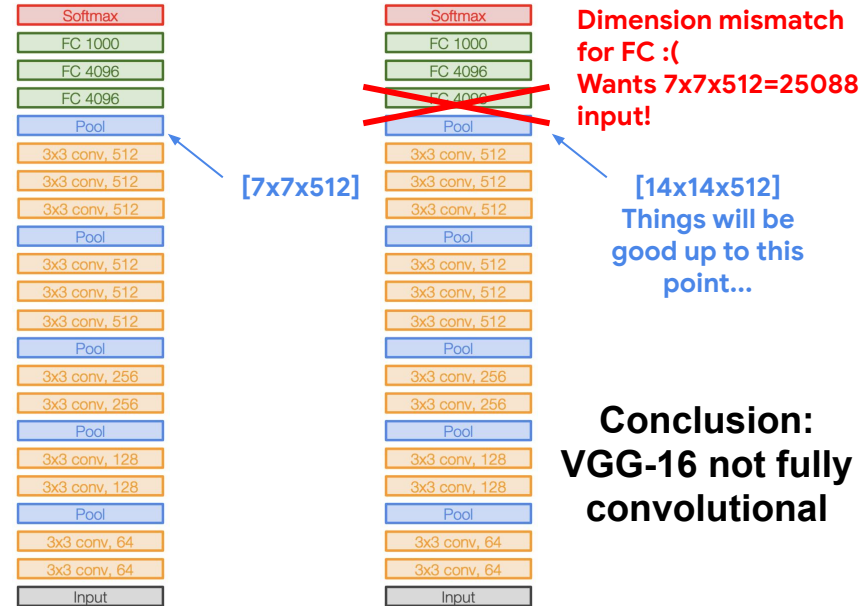 Softmax
FC 1000
FC 4096
FC 4096
Pool
3x3 conv, 512
3x3 conv, 512
3x3 conv, 512
Pool
3x3 conv, 512
3x3 conv, 512
3x3 conv, 512
Pool
3x3 conv, 256
3x3 conv, 256
Pool
3x3 conv, 128
3x3 conv, 128
Pool
3x3 conv, 64
3x3 conv, 64
Input
[7x7x512]
Softmax
FC 1000
FC 4096
FC 4096
Pool
3x3 conv, 512
3x3 conv, 512
3x3 conv, 512
Pool
3x3 conv, 512
3x3 conv, 512
3x3 conv, 512
Pool
3x3 conv, 256
3x3 conv, 256
Pool
3x3 conv, 128
3x3 conv, 128
Pool
3x3 conv, 64
3x3 conv, 64
Input
Dimension mismatch
for FC :(
Wants 7x7x512=25088
input!
[14x14x512]
Things will be
good up to this
point...
Conclusion:
VGG-16 not fully
convolutional